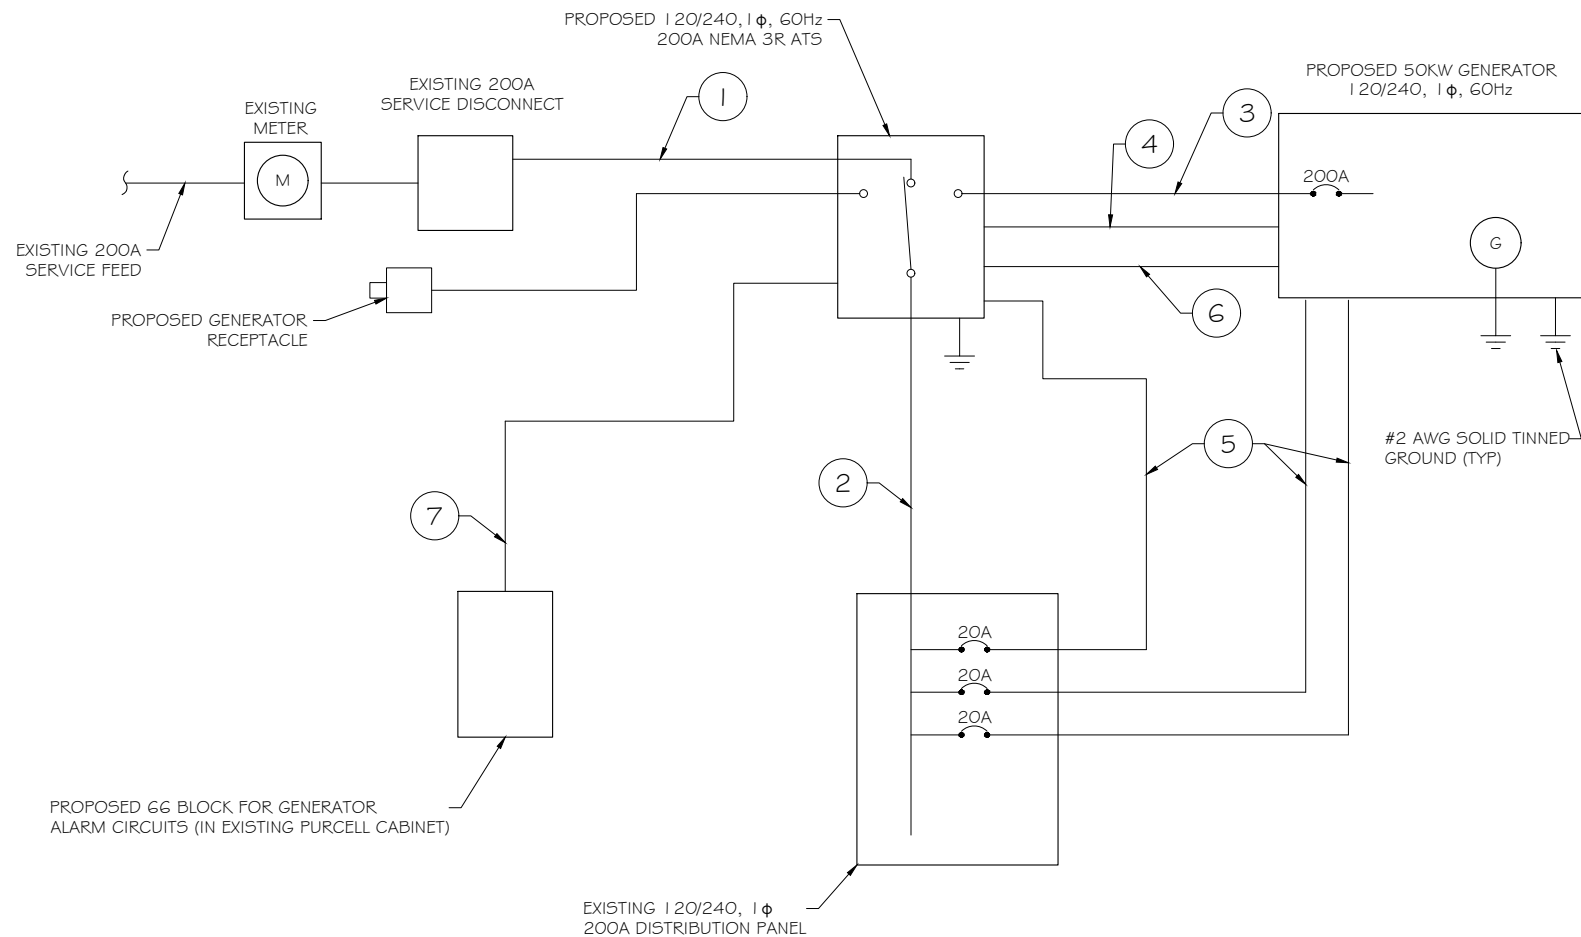 PROPOSED 120/240, 1ϕ, 60Hz
200A NEMA 3R ATS
EXISTING 200A
SERVICE DISCONNECT
1
PROPOSED 50KW GENERATOR
120/240, 1ϕ, 60Hz
EXISTING
METER
3
4
M
200A
EXISTING 200A
SERVICE FEED
G
PROPOSED GENERATOR
RECEPTACLE
6
#2 AWG SOLID TINNED
GROUND (TYP)
5
2
7
20A
20A
20A
PROPOSED 66 BLOCK FOR GENERATOR
ALARM CIRCUITS (IN EXISTING PURCELL CABINET)
EXISTING 120/240, 1ϕ
200A DISTRIBUTION PANEL